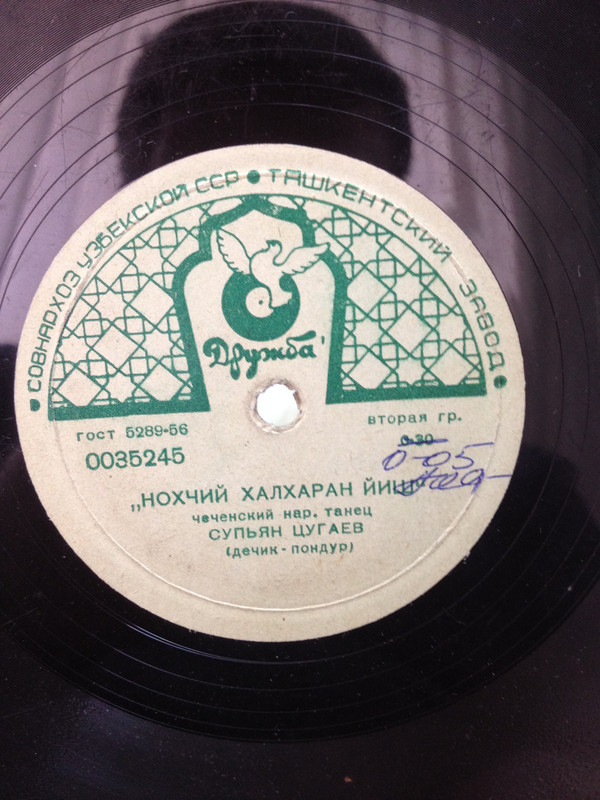 СОВНАРХОЗ УЗБЕКСКОЙ ССР • ТАШКЕНТСКИЙ ЗАВОД
Дружба
гост 5289-56
вторая гр.
0035245
0-30
0-05
„НОХЧИЙ ХАЛХАРАН ЙИШ"
чеченский нар. танец
СУПЬЯН ЦУГАЕВ
(дечик-пондур)